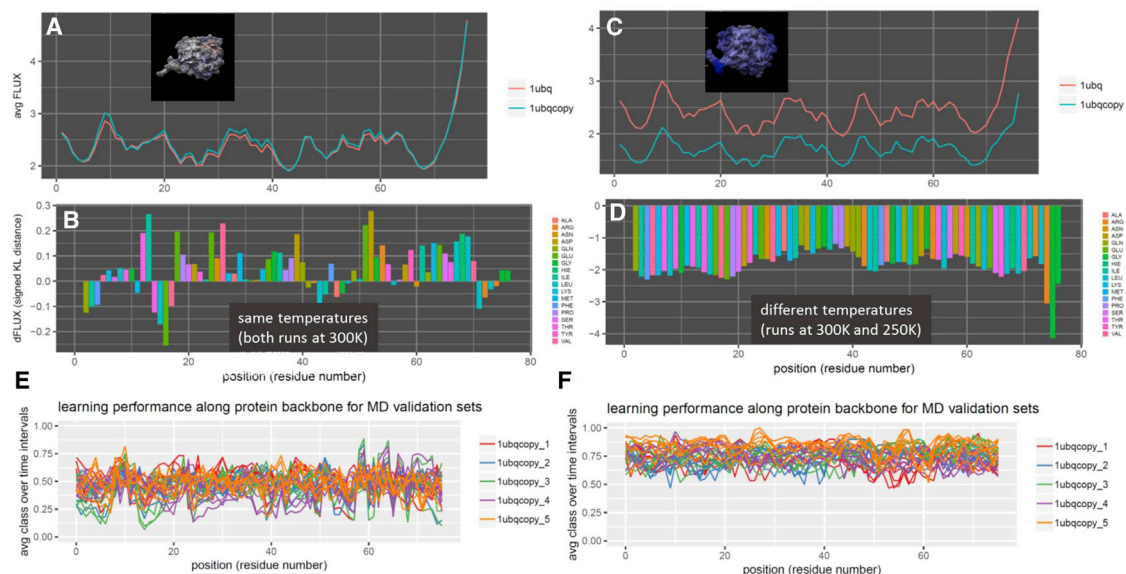 A
avg FLUX
4
3
2
0 20 40 60
1ubq
1ubqcopy
C
4
3
2
0 20 40 60
1ubq
1ubqcopy
B
dFLUX (signed KL distance)
0.3
0.2
0.1
0.0
−0.1
−0.2
same temperatures
(both runs at 300K)
0 20 40 60 80
position (residue number)
ALA
ARG
ASN
ASP
GLN
GLU
GLY
HIE
ILE
LEU
LYS
MET
PHE
PRO
SER
THR
TYR
VAL
D
0
−1
−2
−3
−4
different temperatures
(runs at 300K and 250K)
0 20 40 60 80
position (residue number)
ALA
ARG
ASN
ASP
GLN
GLU
GLY
HIE
ILE
LEU
LYS
MET
PHE
PRO
SER
THR
TYR
VAL
E
learning performance along protein backbone for MD validation sets
avg class over time intervals
1.00
0.75
0.50
0.25
0.00
0 20 40 60
position (residue number)
1ubqcopy_1
1ubqcopy_2
1ubqcopy_3
1ubqcopy_4
1ubqcopy_5
F
learning performance along protein backbone for MD validation sets
avg class over time intervals
1.00
0.75
0.50
0.25
0.00
0 20 40 60
position (residue number)
1ubqcopy_1
1ubqcopy_2
1ubqcopy_3
1ubqcopy_4
1ubqcopy_5